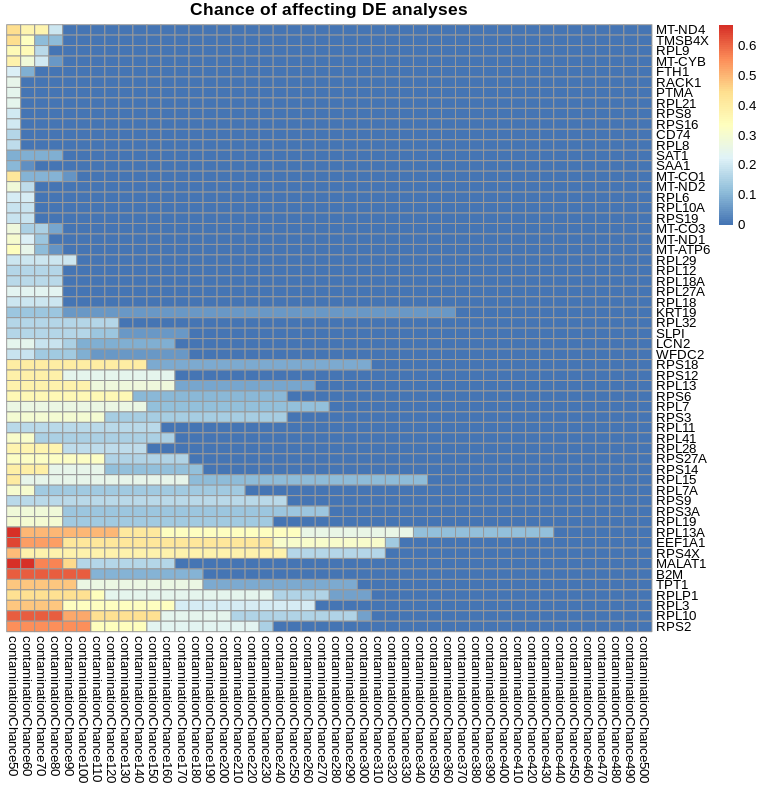 Chance of affecting DE analyses
MT-ND4
TMSB4X
RPL9
MT-CYB
FTH1
RACK1
PTMA
RPL21
RPS8
RPS16
CD74
RPL8
SAT1
SAA1
MT-CO1
MT-ND2
RPL6
RPL10A
RPS19
MT-CO3
MT-ND1
MT-ATP6
RPL29
RPL12
RPL18A
RPL27A
RPL18
KRT19
RPL32
SLPI
LCN2
WFDC2
RPS18
RPS12
RPL13
RPS6
RPL7
RPS3
RPL11
RPL41
RPL28
RPS27A
RPS14
RPL15
RPL7A
RPS9
RPS3A
RPL19
RPL13A
EEF1A1
RPS4X
MALAT1
B2M
TPT1
RPLP1
RPL3
RPL10
RPS2
0.6
0.5
0.4
0.3
0.2
0.1
0
contaminationChance50
contaminationChance60
contaminationChance70
contaminationChance80
contaminationChance90
contaminationChance100
contaminationChance110
contaminationChance120
contaminationChance130
contaminationChance140
contaminationChance150
contaminationChance160
contaminationChance170
contaminationChance180
contaminationChance190
contaminationChance200
contaminationChance210
contaminationChance220
contaminationChance230
contaminationChance240
contaminationChance250
contaminationChance260
contaminationChance270
contaminationChance280
contaminationChance290
contaminationChance300
contaminationChance310
contaminationChance320
contaminationChance330
contaminationChance340
contaminationChance350
contaminationChance360
contaminationChance370
contaminationChance380
contaminationChance390
contaminationChance400
contaminationChance410
contaminationChance420
contaminationChance430
contaminationChance440
contaminationChance450
contaminationChance460
contaminationChance470
contaminationChance480
contaminationChance490
contaminationChance500